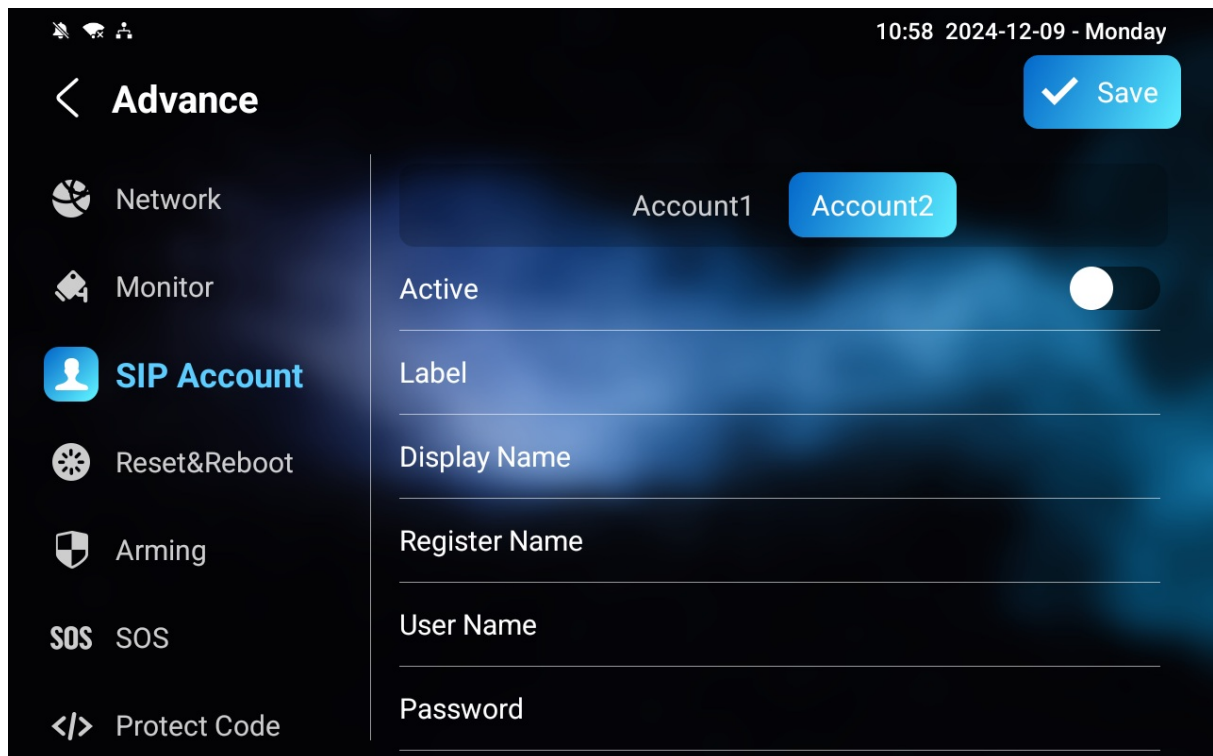 10:58 2024-12-09 - Monday
Advance
Save
Network
Monitor
SIP Account
Reset&Reboot
Arming
SOS SOS
</> Protect Code
Account1 Account2
Active
Label
Display Name
Register Name
User Name
Password